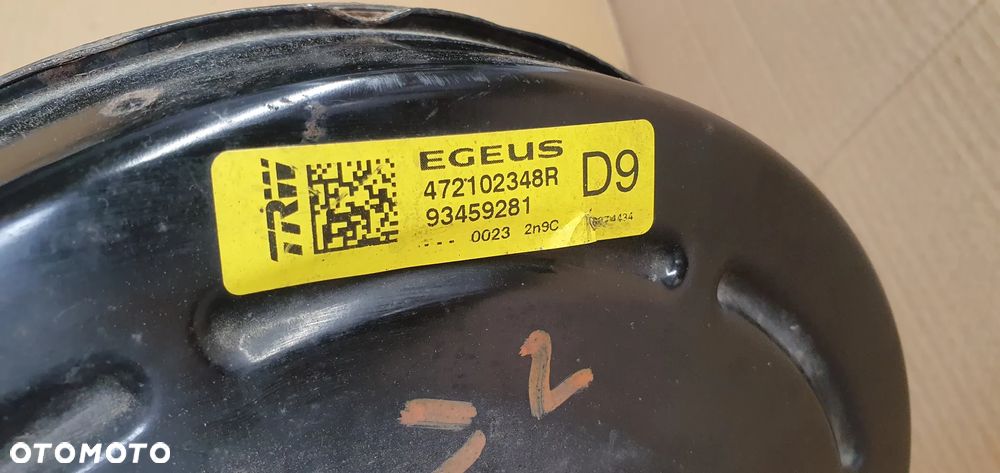 TRW
EGEUS
472102348R
93459281
D9
--- 0023 2n9C
OTOMOTO